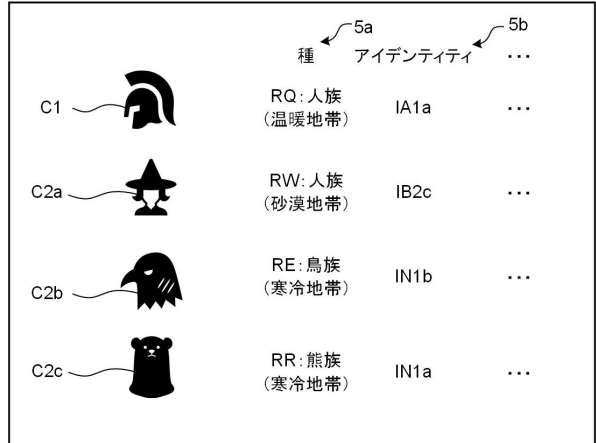 5a
5b
種 アイデンティティ ・・・
C1 RQ:人族 IA1a ・・・
(温暖地帯)
C2a RW:人族 IB2c ・・・
(砂漠地帯)
C2b RE:鳥族 IN1b ・・・
(寒冷地帯)
C2c RR:熊族 IN1a ・・・
(寒冷地帯)